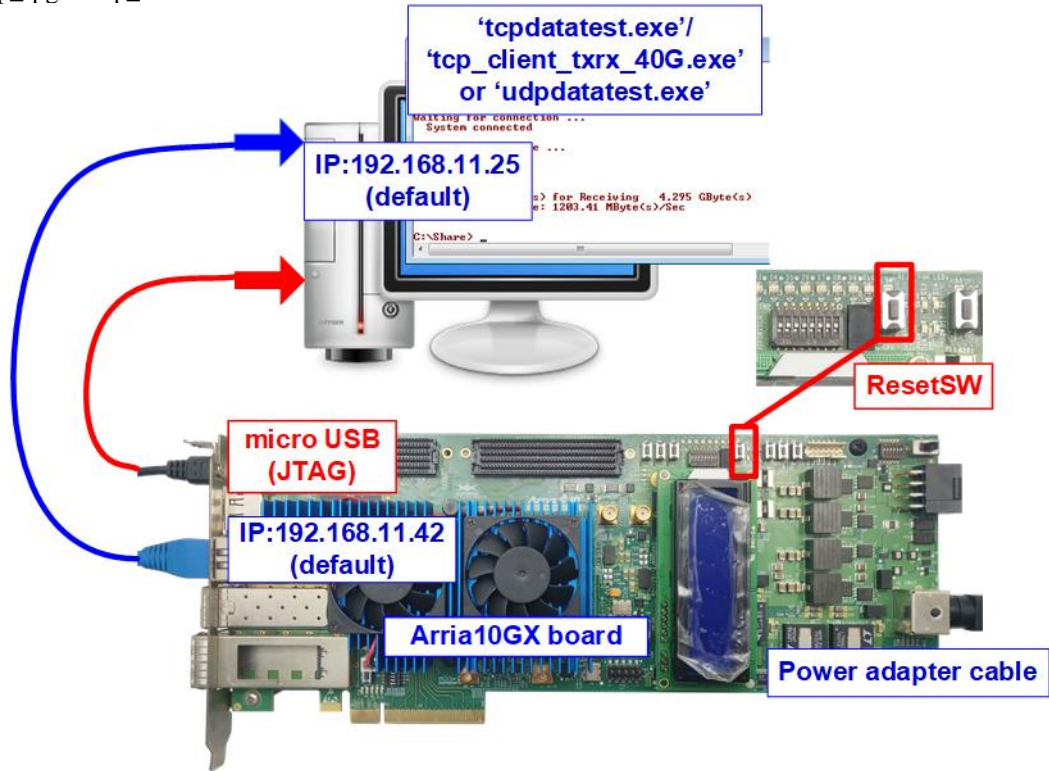 'tcpdatatest.exe'/
'tcp_client_txrx_40G.exe'
or 'udpdatatest.exe'
Waiting for connection ...
System connected
e ...
IP:192.168.11.25
(default)
s) for Receiving 4.295 GByte(s)
e: 1203.41 MByte(s)/Sec
C:\Share> _
ResetSW
micro USB
(JTAG)
IP:192.168.11.42
(default)
Arria10GX board
Power adapter cable